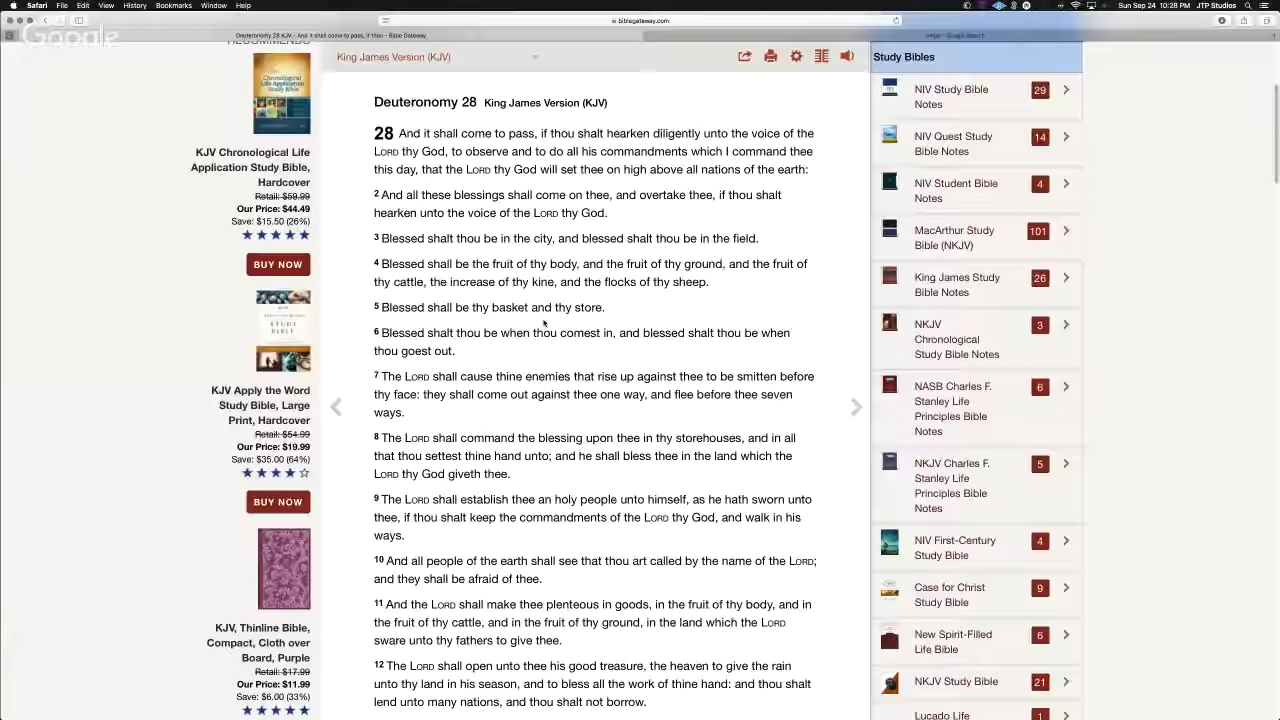 Safari File Edit View History Bookmarks Window Help
Sun Sep 24 10:28 PM JTP Studios
biblegateway.com
Deuteronomy 28 KJV - And it shall come to pass, if thou - Bible Gateway
Google
KJV Chronological Life
Application Study Bible,
Hardcover
Retail: $59.99
Our Price: $44.49
Save: $15.50 (26%)
BUY NOW
STUDY
BIBLE
KJV Apply the Word
Study Bible, Large
Print, Hardcover
Retail: $54.99
Our Price: $19.99
Save: $35.00 (64%)
BUY NOW
KJV, Thinline Bible,
Compact, Cloth over
Board, Purple
Retail: $17.99
Our Price: $11.99
Save: $6.00 (33%)
King James Version (KJV)
Deuteronomy 28 King James Version (KJV)
28 And it shall come to pass, if thou shalt hearken diligently unto the voice of the
LORD thy God, to observe and to do all his commandments which I command thee
this day, that the LORD thy God will set thee on high above all nations of the earth:
2 And all these blessings shall come on thee, and overtake thee, if thou shalt
hearken unto the voice of the LORD thy God.
3 Blessed shalt thou be in the city, and blessed shalt thou be in the field.
4 Blessed shall be the fruit of thy body, and the fruit of thy ground, and the fruit of
thy cattle, the increase of thy kine, and the flocks of thy sheep.
5 Blessed shall be thy basket and thy store.
6 Blessed shalt thou be when thou comest in, and blessed shalt thou be when
thou goest out.
7 The LORD shall cause thine enemies that rise up against thee to be smitten before
thy face: they shall come out against thee one way, and flee before thee seven
ways.
8 The LORD shall command the blessing upon thee in thy storehouses, and in all
that thou settest thine hand unto; and he shall bless thee in the land which the
LORD thy God giveth thee.
9 The LORD shall establish thee an holy people unto himself, as he hath sworn unto
thee, if thou shalt keep the commandments of the LORD thy God, and walk in his
ways.
10 And all people of the earth shall see that thou art called by the name of the LORD;
and they shall be afraid of thee.
11 And the LORD shall make thee plenteous in goods, in the fruit of thy body, and in
the fruit of thy cattle, and in the fruit of thy ground, in the land which the LORD
sware unto thy fathers to give thee.
12 The LORD shall open unto thee his good treasure, the heaven to give the rain
unto thy land in his season, and to bless all the work of thine hand: and thou shalt
lend unto many nations, and thou shalt not borrow.
Study Bibles
NIV Study Bible
Notes
29
NIV Quest Study
Bible Notes
14
NIV Student Bible
Notes
4
MacArthur Study
Bible (NKJV)
101
King James Study
Bible Notes
26
NKJV
Chronological
Study Bible Notes
3
NASB Charles F.
Stanley Life
Principles Bible
Notes
6
NKJV Charles F.
Stanley Life
Principles Bible
Notes
5
NIV First-Century
Study Bible
4
Case for Christ
Study Bible
9
New Spirit-Filled
Life Bible
6
NKJV Study Bible
21
Lucado Life
1